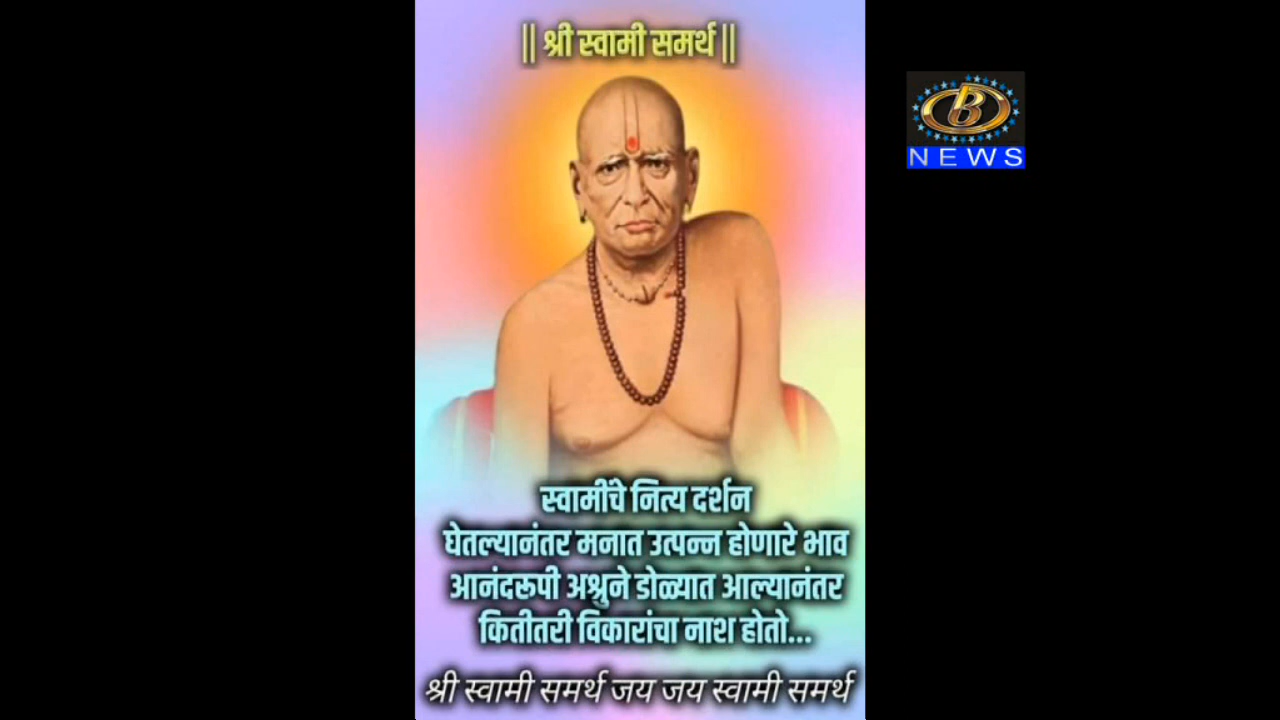 || श्री स्वामी समर्थ ||
B
NEWS
स्वामींचे नित्य दर्शन
घेतल्यानंतर मनात उत्पन्न होणारे भाव
आनंदरूपी अश्रुने डोळ्यात आल्यानंतर
कितीतरी विकारांचा नाश होतो...
श्री स्वामी समर्थ जय जय स्वामी समर्थ